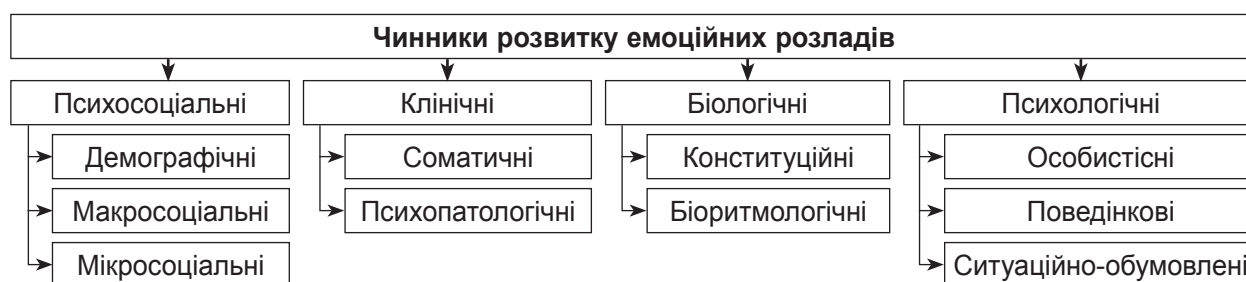 Чинники розвитку емоційних розладів
Психосоціальні
Демографічні
Макросоціальні
Мікросоціальні
Клінічні
Соматичні
Психопатологічні
Біологічні
Конституційні
Біоритмологічні
Психологічні
Особистісні
Поведінкові
Ситуаційно-обумовлені